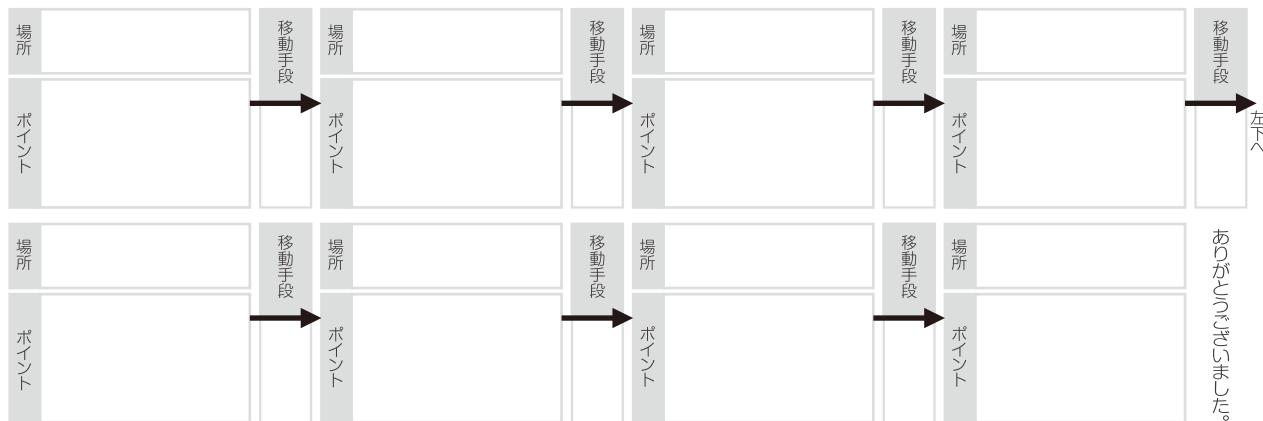 場所
ポイント
移動手段
場所
ポイント
移動手段
場所
ポイント
移動手段
場所
ポイント
移動手段
左下へ
場所
ポイント
移動手段
場所
ポイント
移動手段
場所
ポイント
移動手段
場所
ポイント
ありがとうございました。